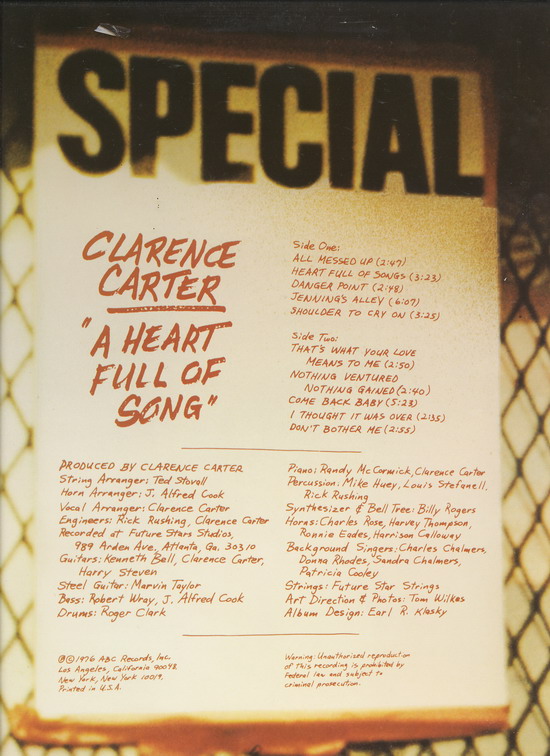 SPECIAL
CLARENCE
CARTER
"A HEART
FULL OF
SONG"
Side One:
ALL MESSED UP (2:47)
HEART FULL OF SONGS (3:23)
DANGER POINT (2:48)
JENNING'S ALLEY (6:07)
SHOULDER TO CRY ON (3:25)
Side Two:
THAT'S WHAT YOUR LOVE
MEANS TO ME (2:50)
NOTHING VENTURED
NOTHING GAINED (2:40)
COME BACK BABY (5:23)
I THOUGHT IT WAS OVER (2:35)
DON'T BOTHER ME (2:55)
PRODUCED BY CLARENCE CARTER
String Arranger: Ted Stovall
Horn Arranger: J. Alfred Cook
Vocal Arranger: Clarence Carter
Engineers: Rick Rushing, Clarence Carter
Recorded at Future Stars Studios,
989 Arden Ave, Atlanta, Ga. 30310
Guitars: Kenneth Bell, Clarence Carter,
Harry Steven
Steel Guitar: Marvin Taylor
Bass: Robert Wray, J. Alfred Cook
Drums: Roger Clark
Piano: Randy McCormick, Clarence Carter
Percussion: Mike Huey, Louis Stefanell,
Rick Rushing
Synthesizer & Bell Tree: Billy Rogers
Horns: Charles Rose, Harvey Thompson,
Ronnie Eades, Harrison Calloway
Background Singers: Charles Chalmers,
Donna Rhodes, Sandra Chalmers,
Patricia Cooley
Strings: Future Star Strings
Art Direction & Photos: Tom Wilkes
Album Design: Earl R. Klasky
℗©1976 ABC Records, Inc.
Los Angeles, California 90048.
New York, New York 10019.
Printed in U.S.A.
Warning: Unauthorized reproduction
of this recording is prohibited by
Federal law and subject to
criminal prosecution.